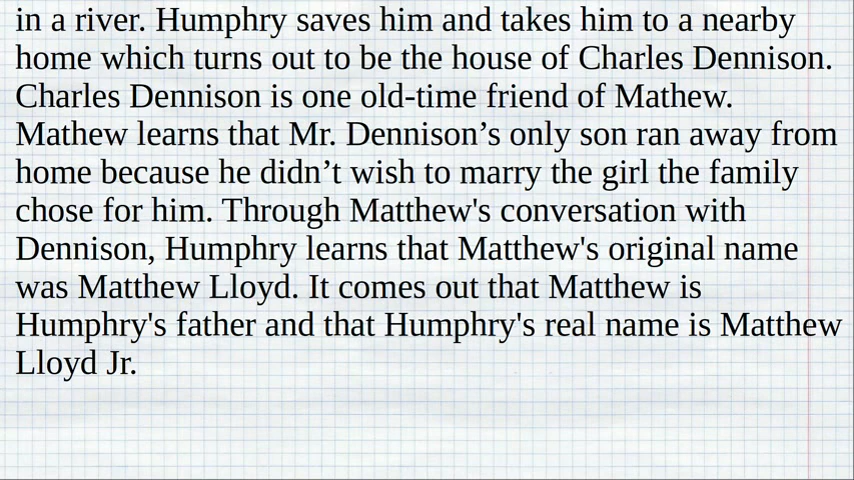 in a river. Humphry saves him and takes him to a nearby
home which turns out to be the house of Charles Dennison.
Charles Dennison is one old-time friend of Mathew.
Mathew learns that Mr. Dennison’s only son ran away from
home because he didn’t wish to marry the girl the family
chose for him. Through Matthew's conversation with
Dennison, Humphry learns that Matthew's original name
was Matthew Lloyd. It comes out that Matthew is
Humphry's father and that Humphry's real name is Matthew
Lloyd Jr.